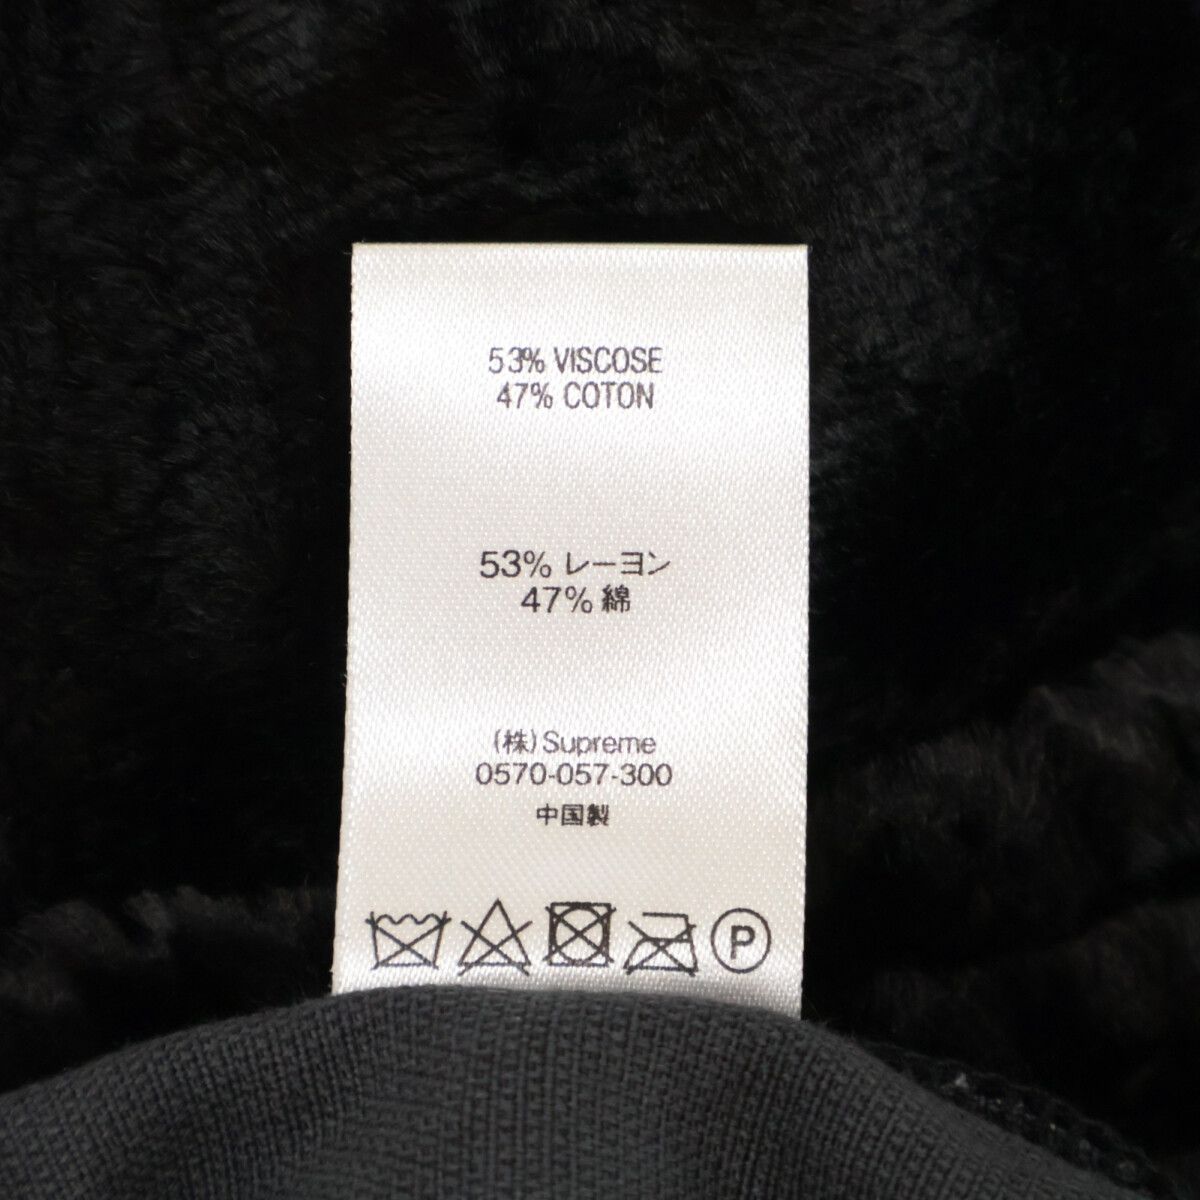 53% VISCOSE
47% COTON
53% レーヨン
47% 綿
(株)Supreme
0570-057-300
中国製
P